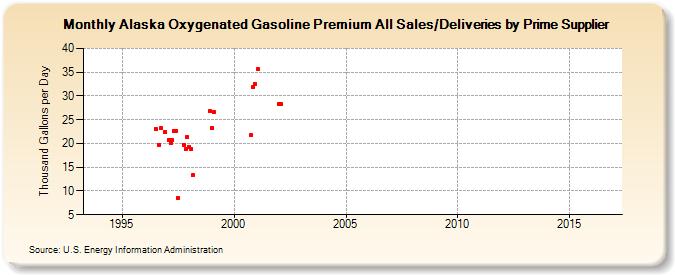 Monthly Alaska Oxygenated Gasoline Premium All Sales/Deliveries by Prime Supplier
Thousand Gallons per Day
40
35
30
25
20
15
10
5
1995 2000 2005 2010 2015
Source: U.S. Energy Information Administration